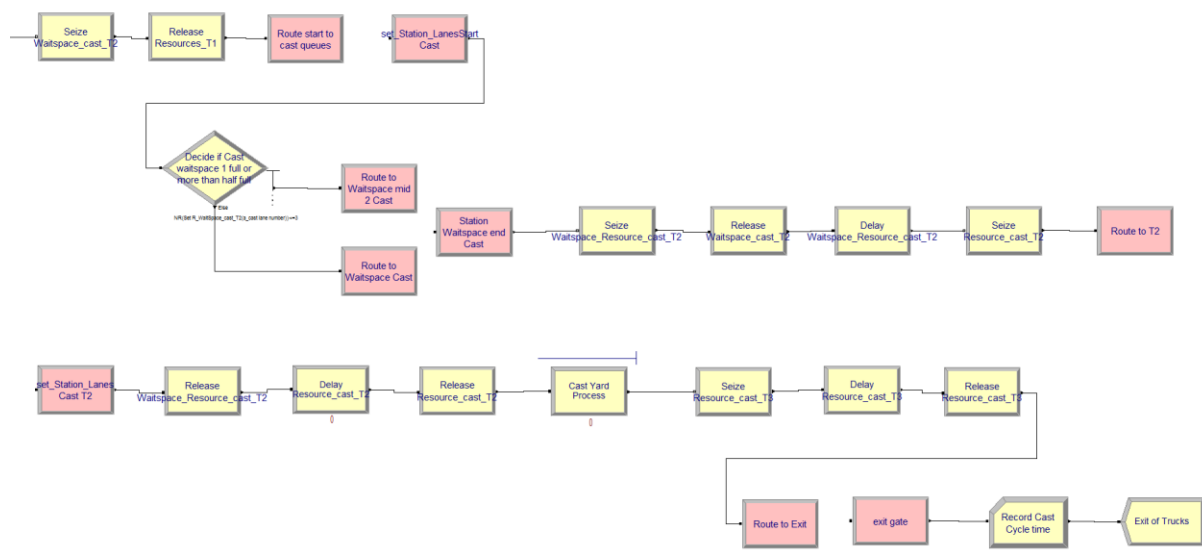 Seize
Waitspace_cast_T2
Release
Resources_T1
Route start to
cast queues
set_Station_LanesStart
Cast
Decide if Cast
waitspace 1 full or
more than half full
Else
Route to
Waitspace mid
2 Cast
Route to
Waitspace Cast
Station
Waitspace end
Cast
Seize
Waitspace_Resource_cast_T2
Release
Waitspace_cast_T2
Delay
Waitspace_Resource_cast_T2
Seize
Resource_cast_T2
Route to T2
set_Station_Lanes
Cast T2
Release
Waitspace_Resource_cast_T2
Delay
Resource_cast_T2
0
Release
Resource_cast_T2
Cast Yard
Process
0
Seize
Resource_cast_T3
Delay
Resource_cast_T3
Release
Resource_cast_T3
Route to Exit
exit gate
Record Cast
Cycle time
Exit of Trucks